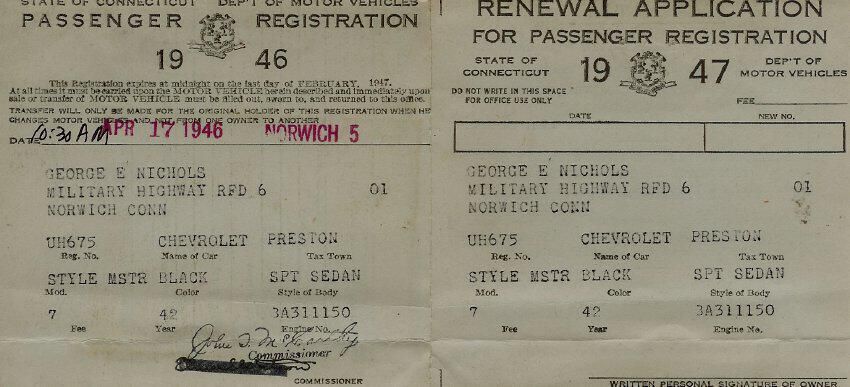 STATE OF CONNECTICUT DEP'T OF MOTOR VEHICLES
PASSENGER REGISTRATION
19 46
This Registration expires at midnight on the last day of FEBRUARY, 1947.
At all times it must be carried upon the MOTOR VEHICLE herein described and immediately upon
sale or transfer of MOTOR VEHICLE must be filled out, sworn to, and returned to this office.
TRANSFER WILL ONLY BE MADE FOR THE ORIGINAL HOLDER OF THIS REGISTRATION WHEN HE
CHANGES MOTOR VEHICLES AND NOT FROM ONE OWNER TO ANOTHER
DATE 10:30 AM APR 17 1946 NORWICH 5
GEORGE E NICHOLS
MILITARY HIGHWAY RFD 6 01
NORWICH CONN
UH675 CHEVROLET PRESTON
Reg. No. Name of Car Tax Town
STYLE MSTR BLACK SPT SEDAN
Mod. Color Style of Body
7 42 BA311150
Fee Year Engine No.
Commissioner
COMMISSIONER
RENEWAL APPLICATION
FOR PASSENGER REGISTRATION
STATE OF CONNECTICUT 19 47 DEP'T OF MOTOR VEHICLES
DO NOT WRITE IN THIS SPACE
FOR OFFICE USE ONLY
FEE
DATE NEW NO.
GEORGE E NICHOLS
MILITARY HIGHWAY RFD 6 01
NORWICH CONN
UH675 CHEVROLET PRESTON
Reg. No. Name of Car Tax Town
STYLE MSTR BLACK SPT SEDAN
Mod. Color Style of Body
7 42 BA311150
Fee Year Engine No.
WRITTEN PERSONAL SIGNATURE OF OWNER